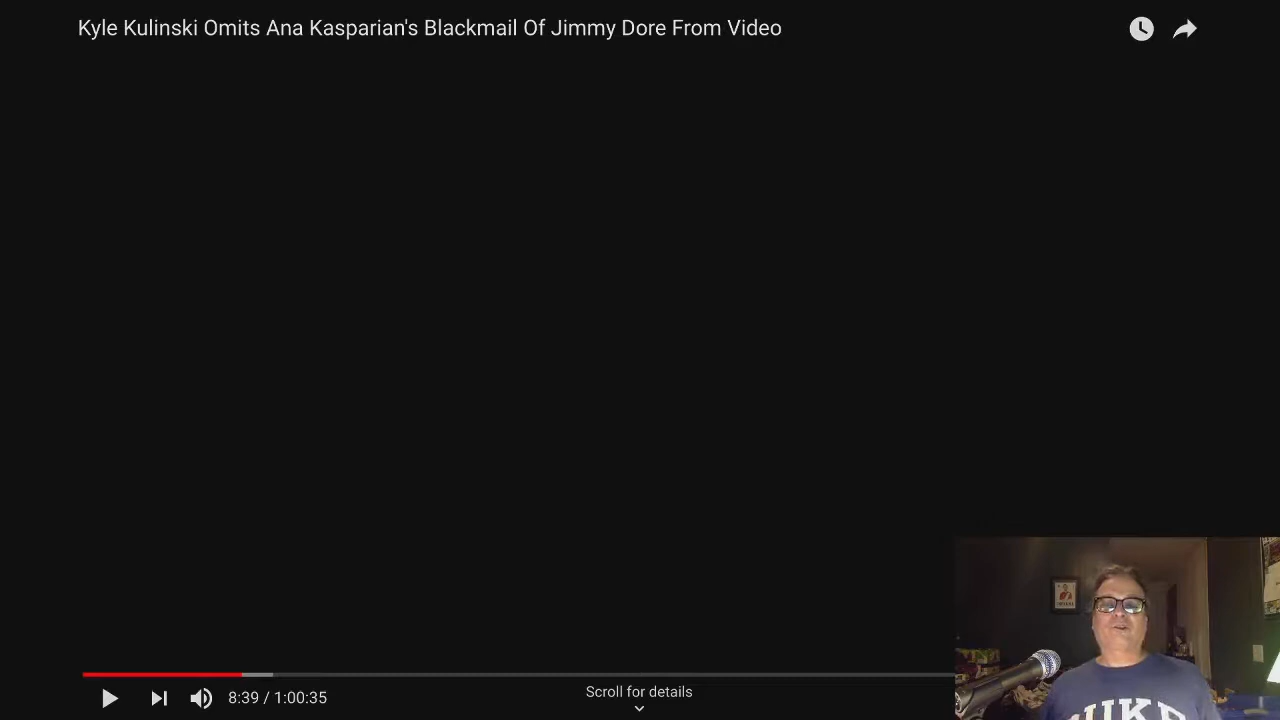 Kyle Kulinski Omits Ana Kasparian's Blackmail Of Jimmy Dore From Video
8:39 / 1:00:35
Scroll for details
DUKE